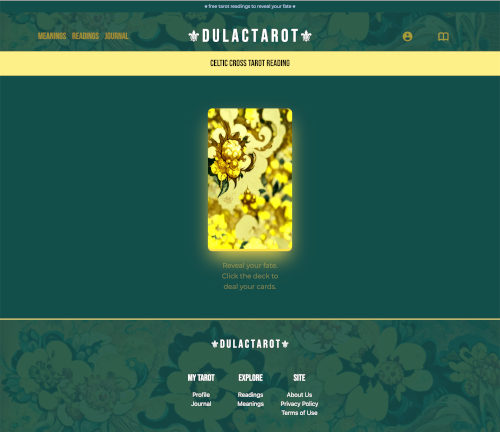 ★ free tarot readings to reveal your fate ★
MEANINGS READINGS JOURNAL
⚜DULACTAROT⚜
CELTIC CROSS TAROT READING
Reveal your fate.
Click the deck to
deal your cards.
⚜DULACTAROT⚜
MY TAROT EXPLORE SITE
Profile Readings About Us
Journal Meanings Privacy Policy
Terms of Use